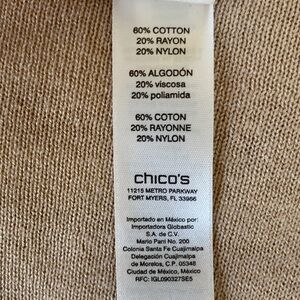 60% COTTON
20% RAYON
20% NYLON
60% ALGODÓN
20% viscosa
20% poliamida
60% COTON
20% RAYONNE
20% NYLON
chico's
11215 METRO PARKWAY
FORT MYERS, FL 33966
Importado en México por:
Importadora Globastic
S.A. de C.V.
Mario Pani No. 200
Colonia Santa Fe Cuajimalpa
Delegación Cuajimalpa
de Morelos, C.P. 05348
Ciudad de México, México
RFC: IGL090327SE5